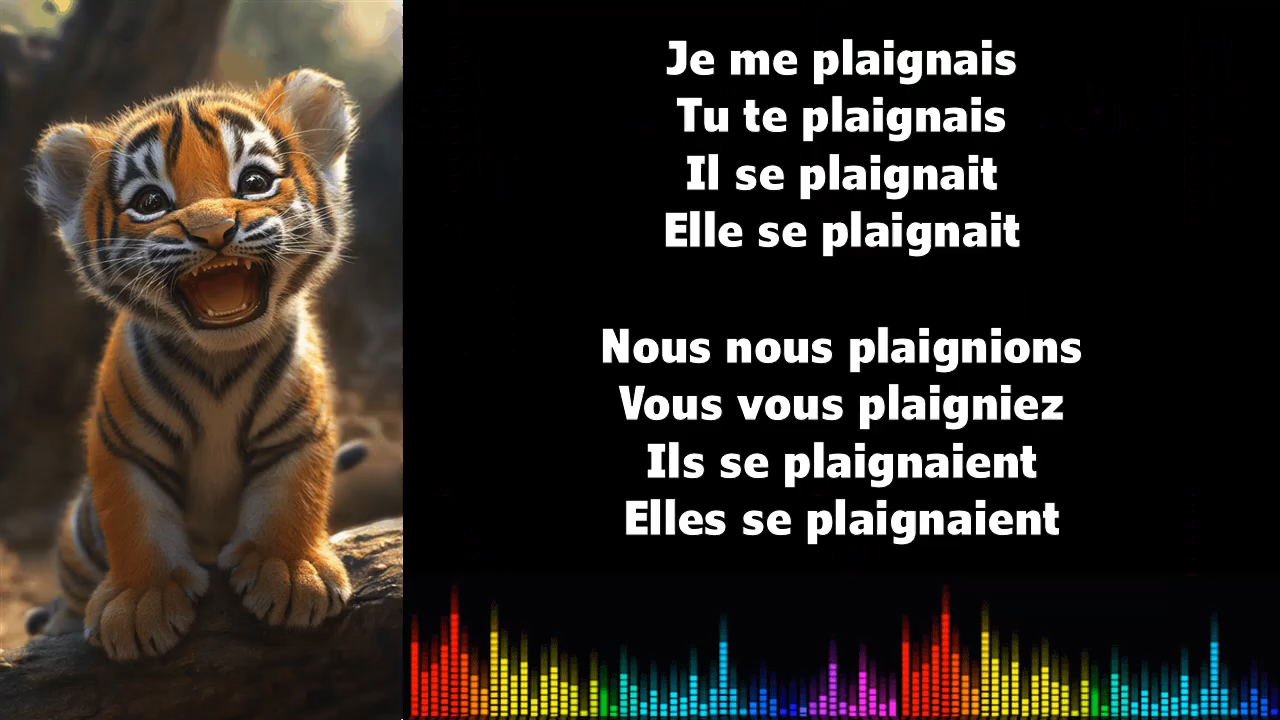 Je me plaignais
Tu te plaignais
Il se plaignait
Elle se plaignait
Nous nous plaignions
Vous vous plaigniez
Ils se plaignaient
Elles se plaignaient